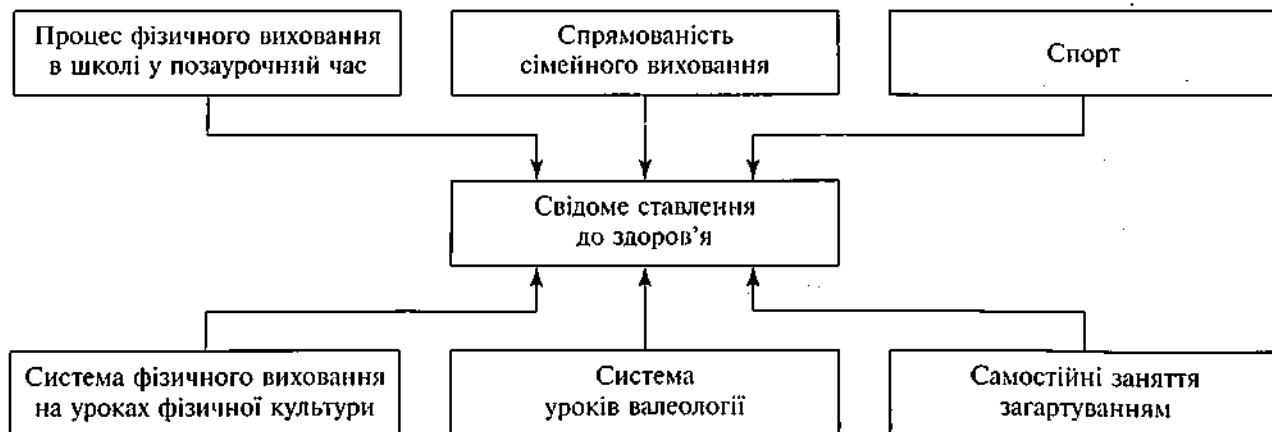 Процес фізичного виховання
в школі у позаурочний час
Спрямованість
сімейного виховання
Спорт
Свідоме ставлення
до здоров’я
Система фізичного виховання
на уроках фізичної культури
Система
уроків валеології
Самостійні заняття
загартуванням